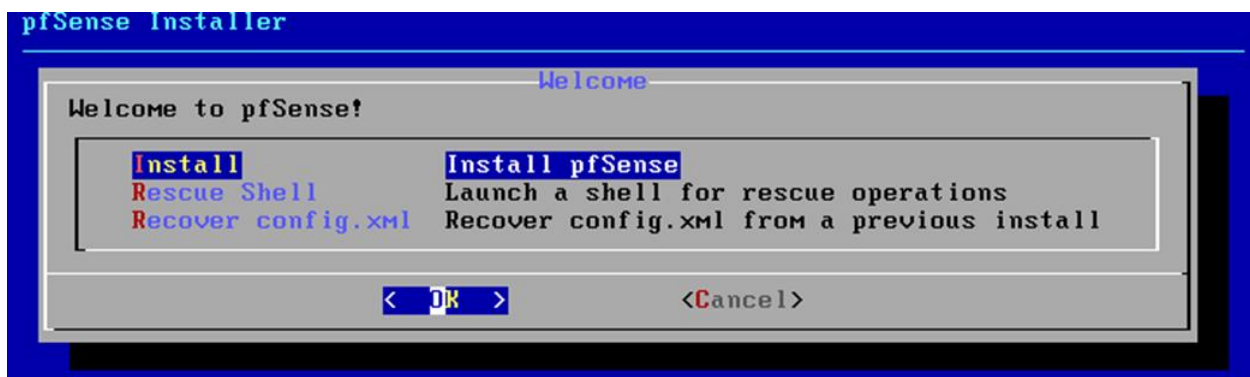 pfSense Installer
Welcome
Welcome to pfSense!
Install Install pfSense
Rescue Shell Launch a shell for rescue operations
Recover config.xml Recover config.xml from a previous install
< OK > <Cancel>